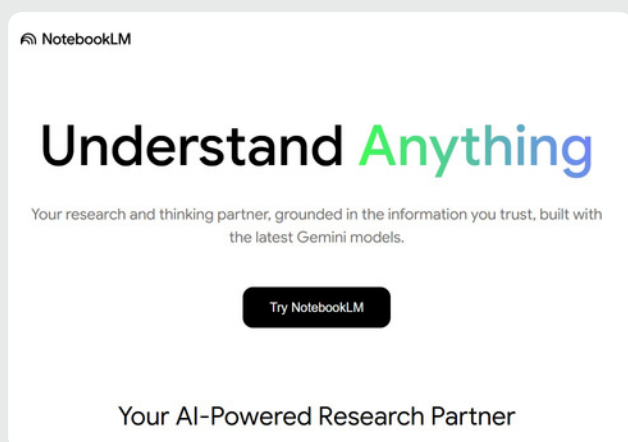 NotebookLM
Understand Anything
Your research and thinking partner, grounded in the information you trust, built with
the latest Gemini models.
Try NotebookLM
Your AI-Powered Research Partner